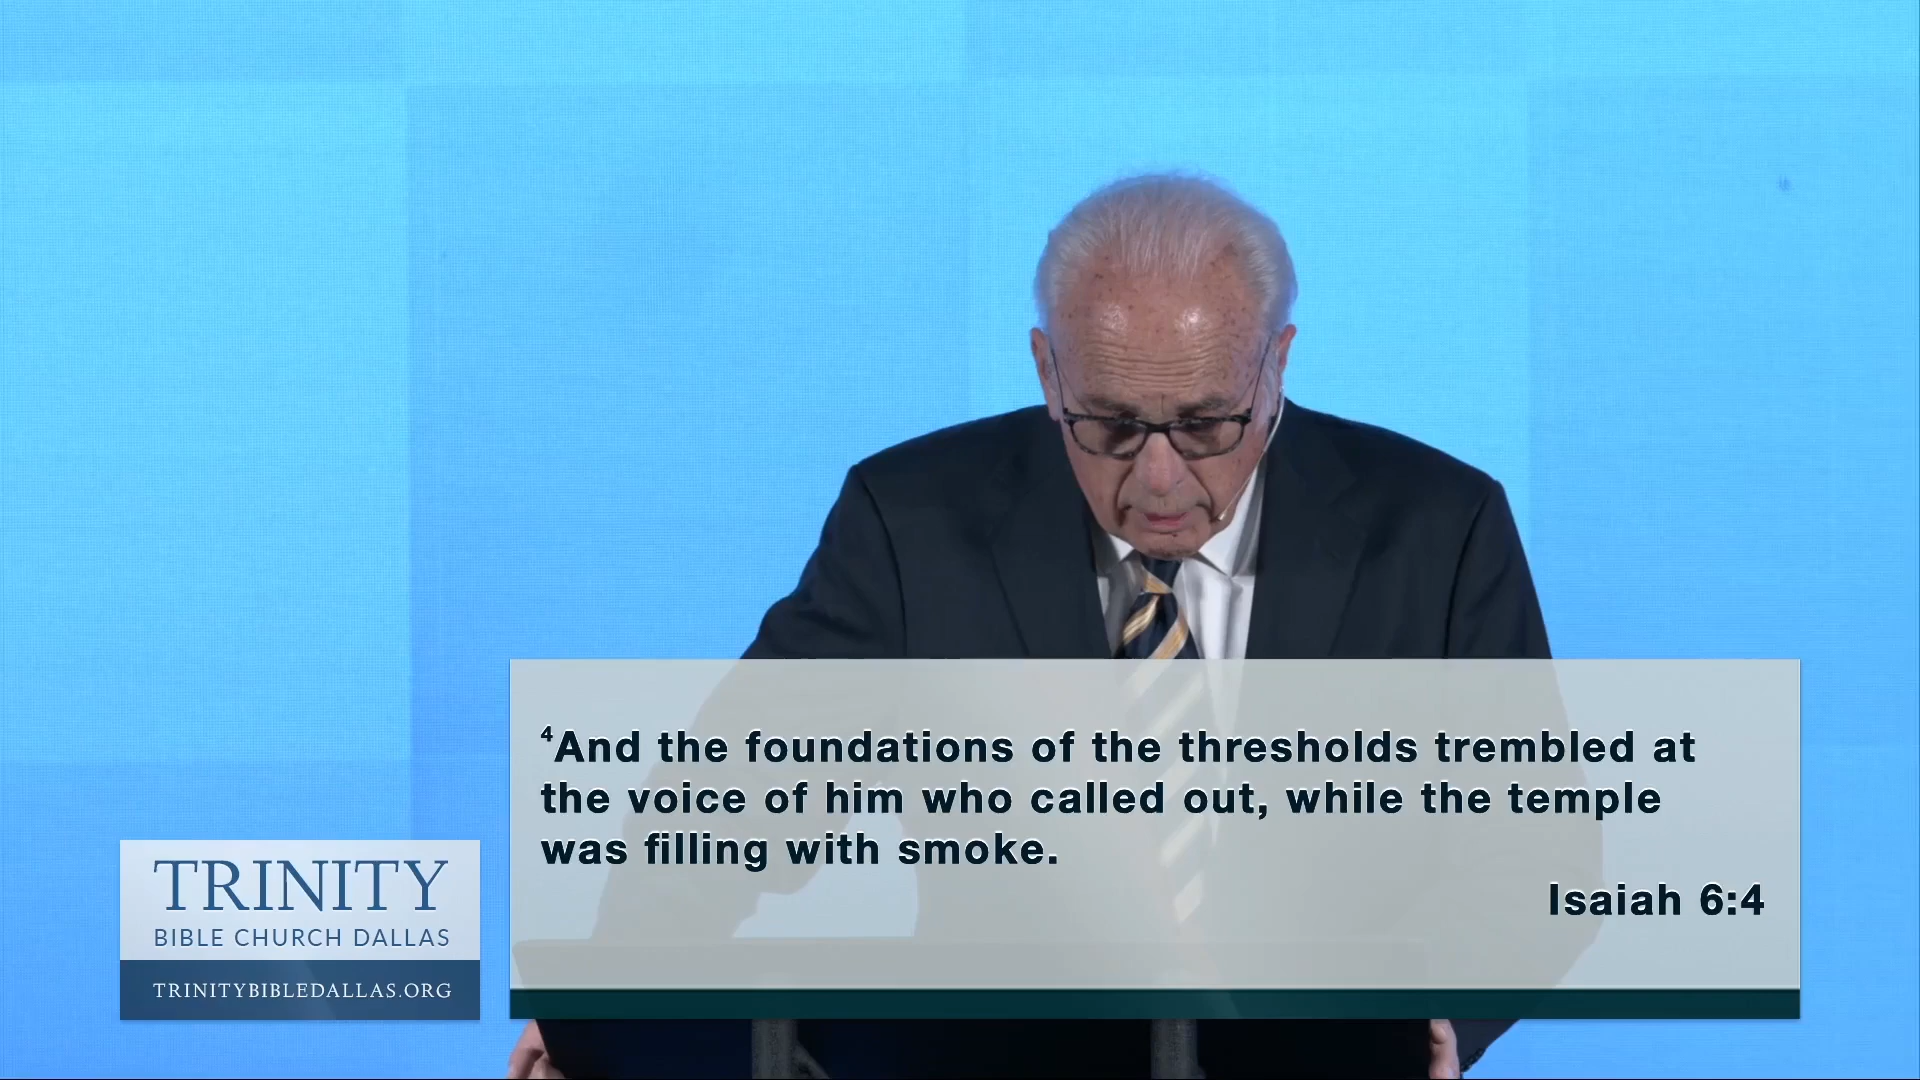 ⁴And the foundations of the thresholds trembled at
the voice of him who called out, while the temple
was filling with smoke.
Isaiah 6:4
TRINITY
BIBLE CHURCH DALLAS
TRINITYBIBLEDALLAS.ORG